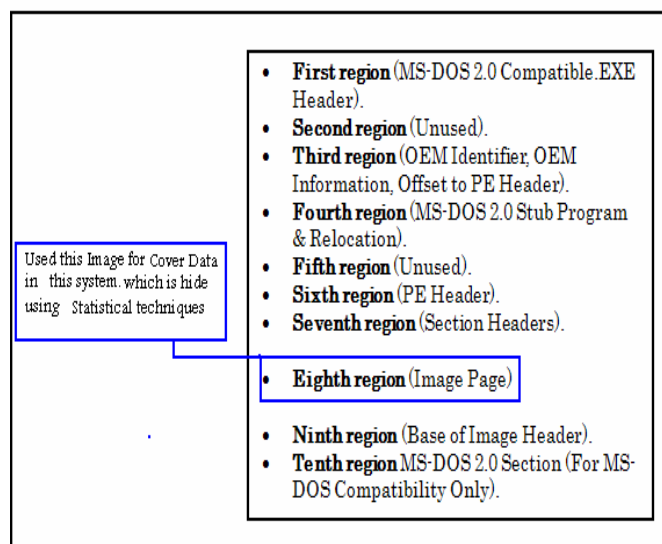 • First region (MS-DOS 2.0 Compatible.EXE
Header).
• Second region (Unused).
• Third region (OEM Identifier, OEM
Information, Offset to PE Header).
• Fourth region (MS-DOS 2.0 Stub Program
& Relocation).
• Fifth region (Unused).
• Sixth region (PE Header).
• Seventh region (Section Headers).
Used this Image for Cover Data
in this system. which is hide
using Statistical techniques
• Eighth region (Image Page)
• Ninth region (Base of Image Header).
• Tenth region MS-DOS 2.0 Section (For MS-
DOS Compatibility Only).